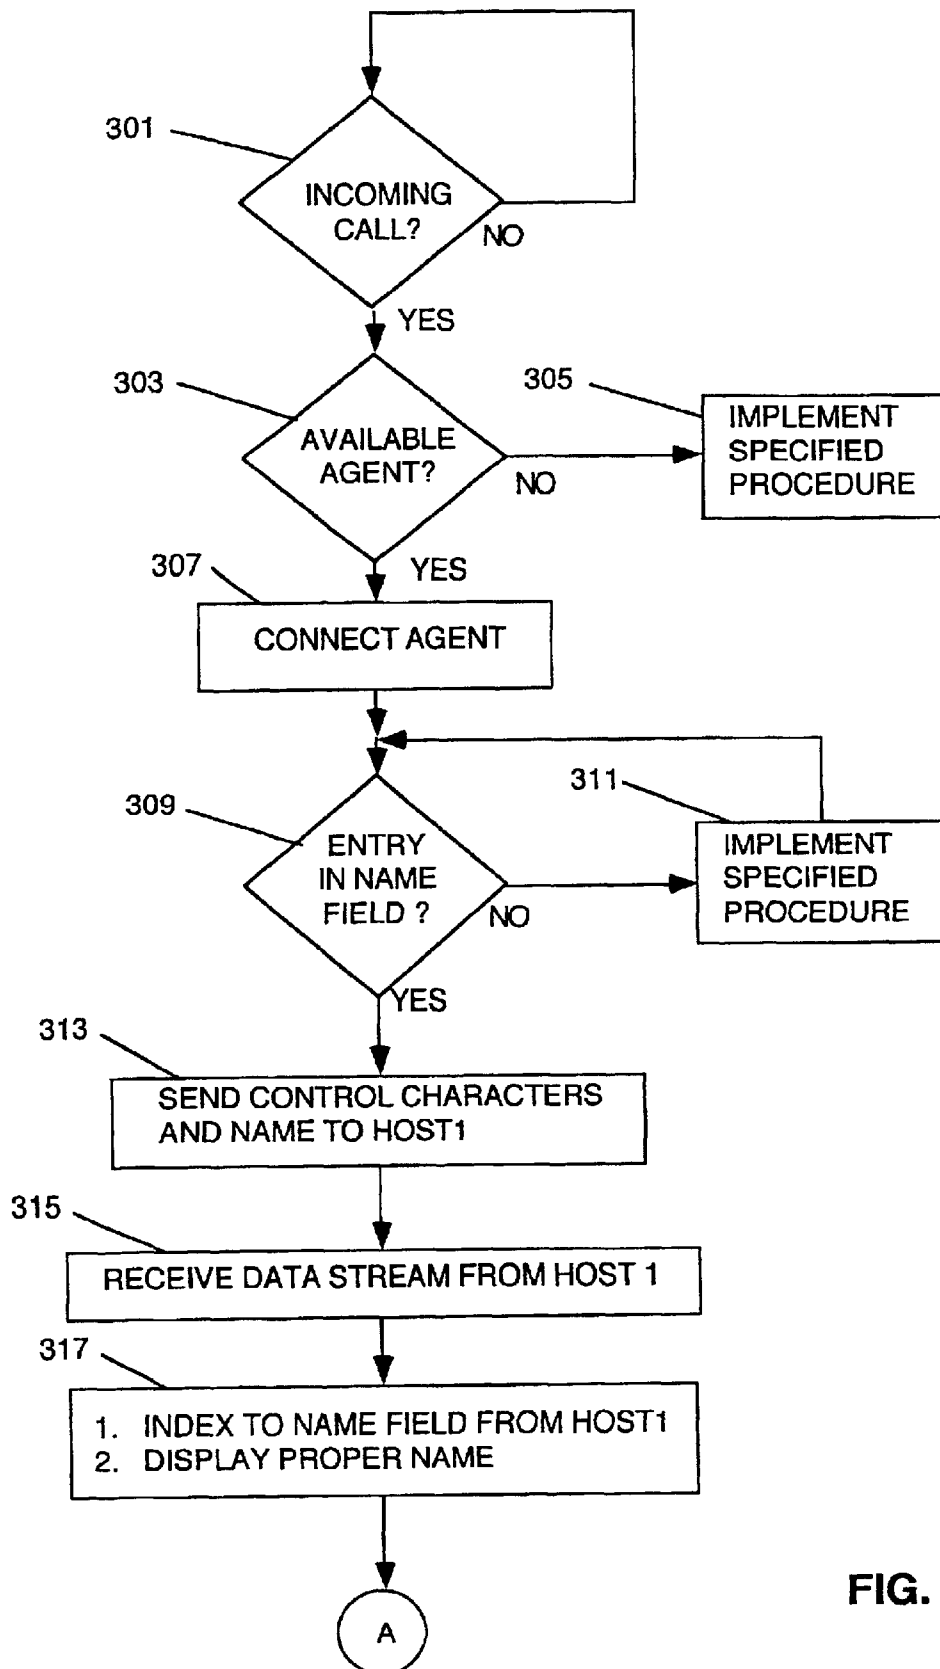 301
INCOMING
CALL?
NO
YES
303
AVAILABLE
AGENT?
NO
305
IMPLEMENT
SPECIFIED
PROCEDURE
YES
307
CONNECT AGENT
309
ENTRY
IN NAME
FIELD ?
NO
311
IMPLEMENT
SPECIFIED
PROCEDURE
YES
313
SEND CONTROL CHARACTERS
AND NAME TO HOST1
315
RECEIVE DATA STREAM FROM HOST 1
317
1. INDEX TO NAME FIELD FROM HOST1
2. DISPLAY PROPER NAME
A
FIG.